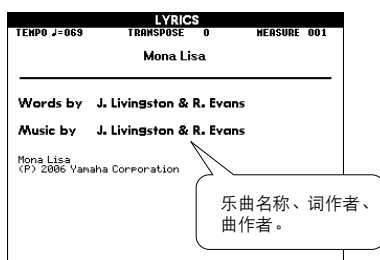 LYRICS
TEMPO ♩=069 TRANSPOSE 0 MEASURE 001
Mona Lisa
Words by J. Livingston & R. Evans
Music by J. Livingston & R. Evans
Mona Lisa
(P) 2006 Yamaha Corporation
乐曲名称、词作者、
曲作者。